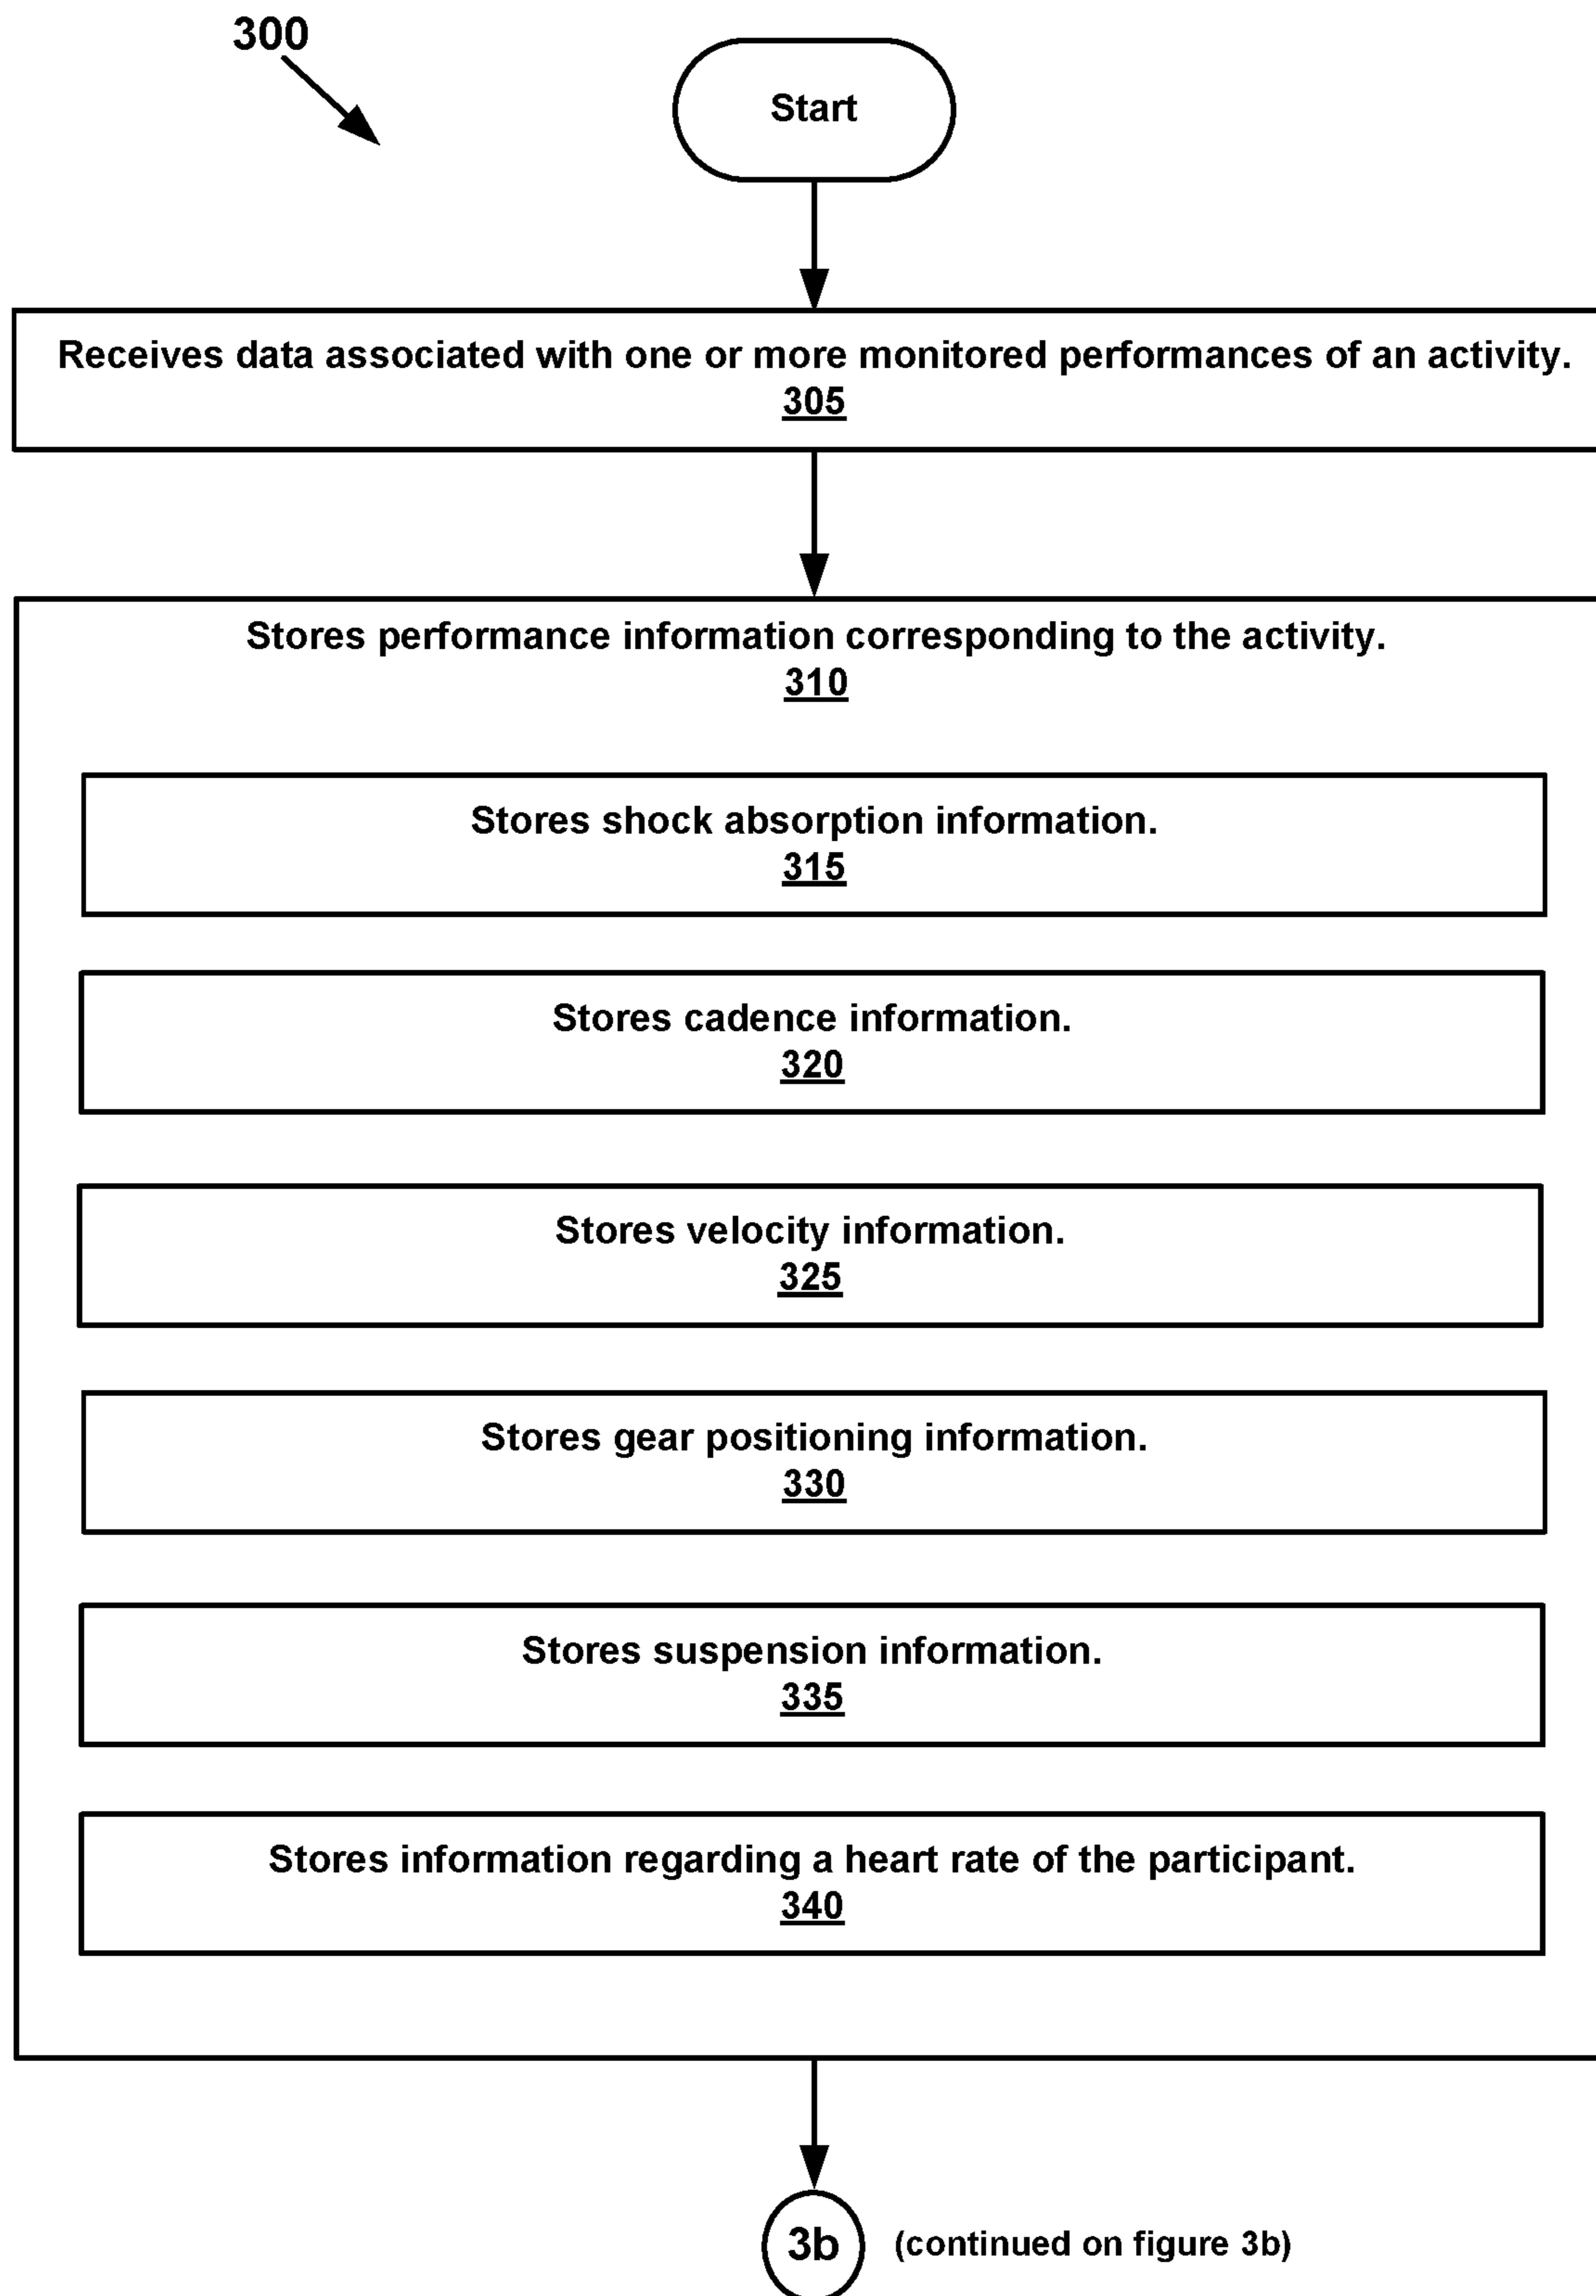 300
Start
Receives data associated with one or more monitored performances of an activity.
305
Stores performance information corresponding to the activity.
310
Stores shock absorption information.
315
Stores cadence information.
320
Stores velocity information.
325
Stores gear positioning information.
330
Stores suspension information.
335
Stores information regarding a heart rate of the participant.
340
3b (continued on figure 3b)